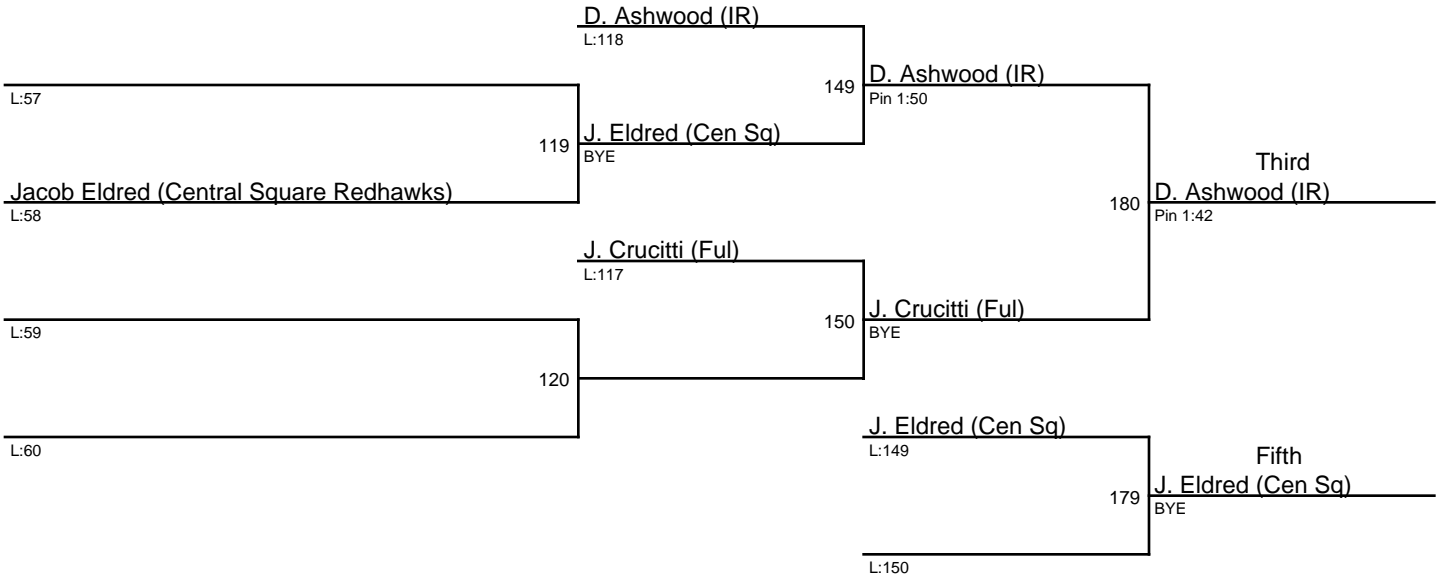 D. Ashwood (IR)
L:118
L:57
149
D. Ashwood (IR)
Pin 1:50
119
J. Eldred (Cen Sq)
BYE
Jacob Eldred (Central Square Redhawks)
L:58
Third
180
D. Ashwood (IR)
Pin 1:42
J. Crucitti (Ful)
L:117
L:59
150
J. Crucitti (Ful)
BYE
120
L:60
J. Eldred (Cen Sq)
L:149
Fifth
179
J. Eldred (Cen Sq)
BYE
L:150